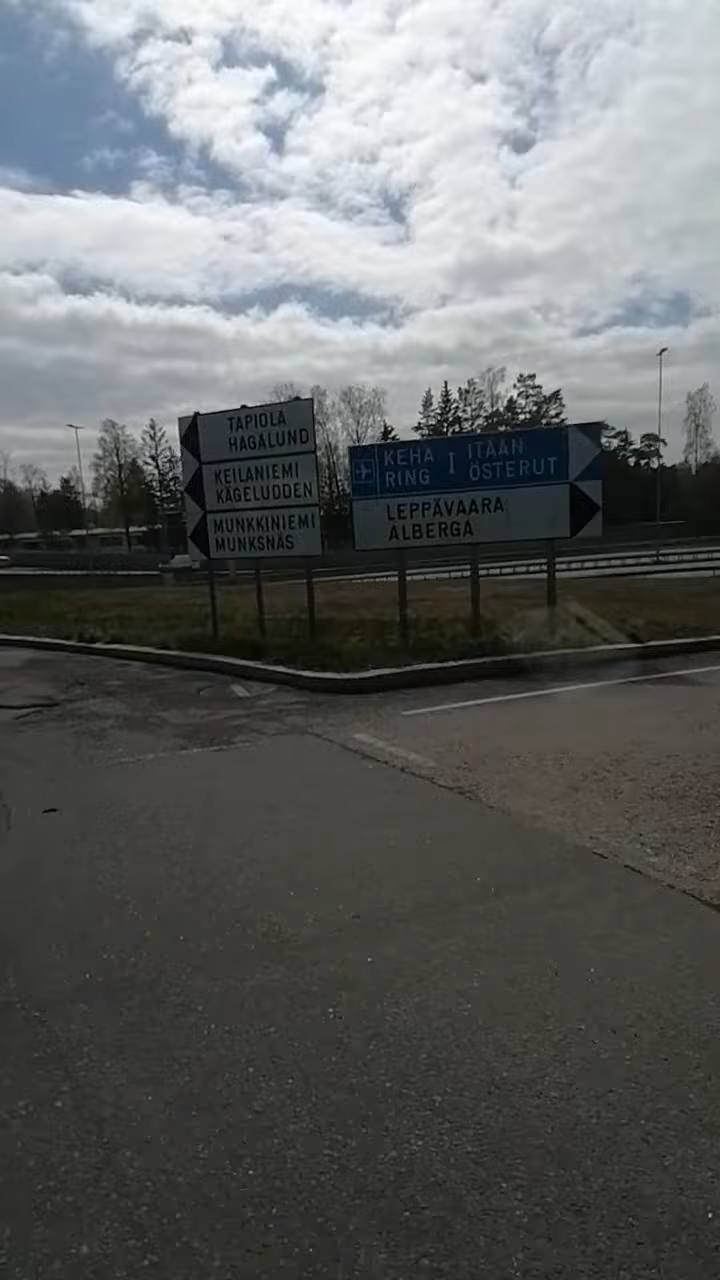 TAPIOLA
HAGALUND
KEILANIEMI
KÄGELUDDEN
MUNKKINIEMI
MUNKSNÄS
KEHÄ I ITÄÄN
RING ÖSTERUT
LEPPÄVAARA
ALBERGA